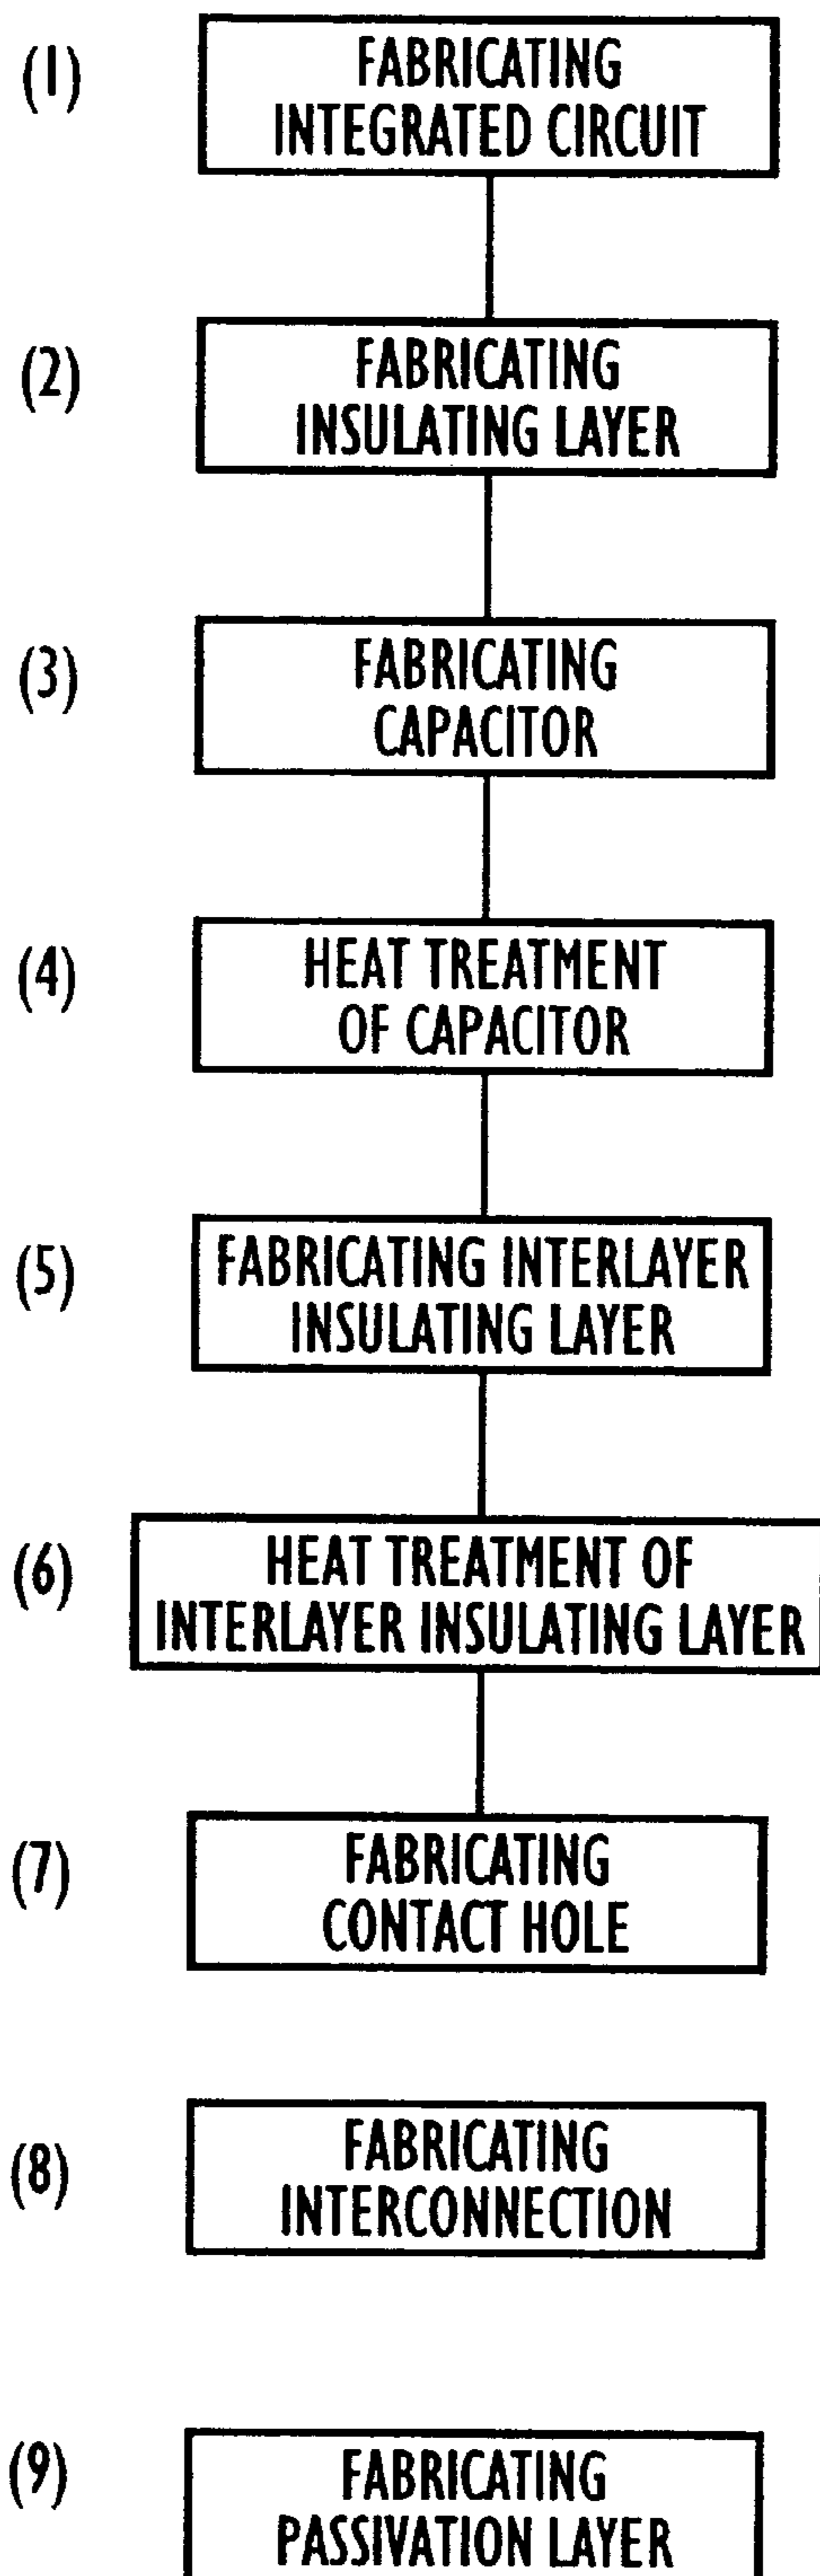 (1)
FABRICATING
INTEGRATED CIRCUIT
(2)
FABRICATING
INSULATING LAYER
(3)
FABRICATING
CAPACITOR
(4)
HEAT TREATMENT
OF CAPACITOR
(5)
FABRICATING INTERLAYER
INSULATING LAYER
(6)
HEAT TREATMENT OF
INTERLAYER INSULATING LAYER
(7)
FABRICATING
CONTACT HOLE
(8)
FABRICATING
INTERCONNECTION
(9)
FABRICATING
PASSIVATION LAYER